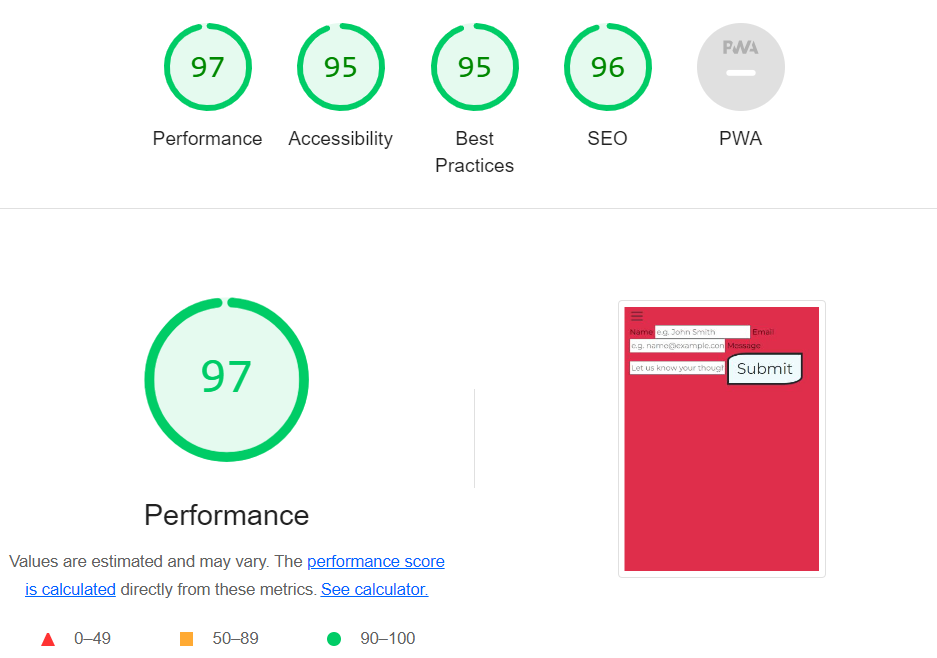 97
95
95
96
PWA
Performance
Accessibility
Best
Practices
SEO
PWA
97
Performance
Values are estimated and may vary. The performance score
is calculated directly from these metrics. See calculator.
0–49
50–89
90–100
Name e.g. John Smith Email
e.g. name@example.con Message
Let us know your though Submit